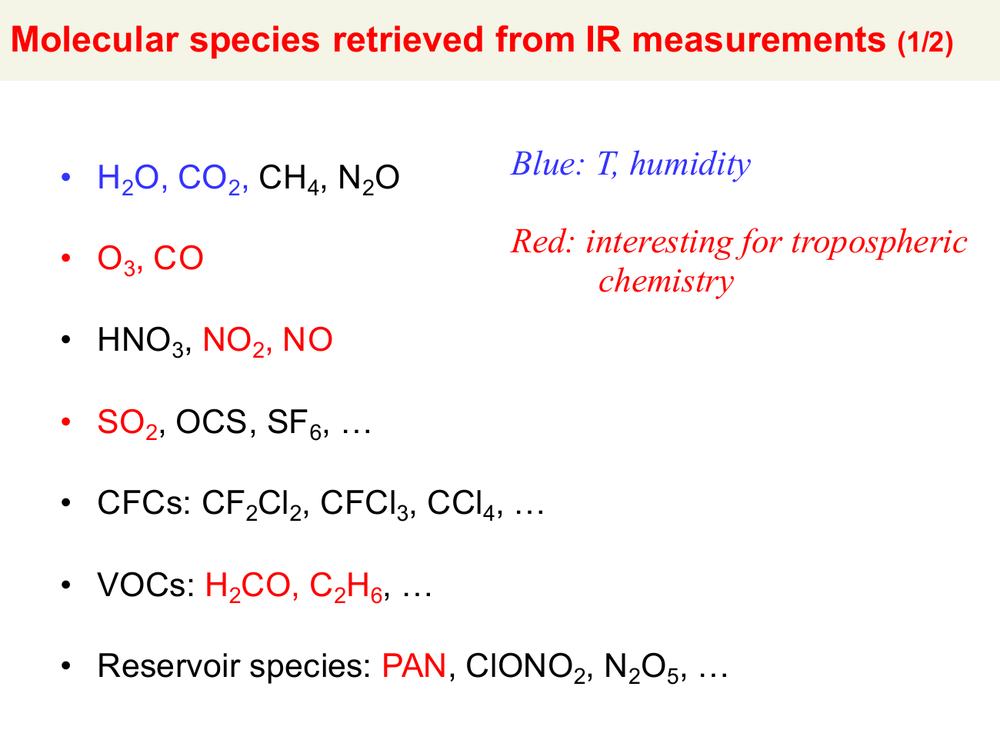 Molecular species retrieved from IR measurements (1/2)
• H₂O, CO₂, CH₄, N₂O
Blue: T, humidity
• O₃, CO
Red: interesting for tropospheric
chemistry
• HNO₃, NO₂, NO
• SO₂, OCS, SF₆, …
• CFCs: CF₂Cl₂, CFCl₃, CCl₄, …
• VOCs: H₂CO, C₂H₆, …
• Reservoir species: PAN, ClONO₂, N₂O₅, …